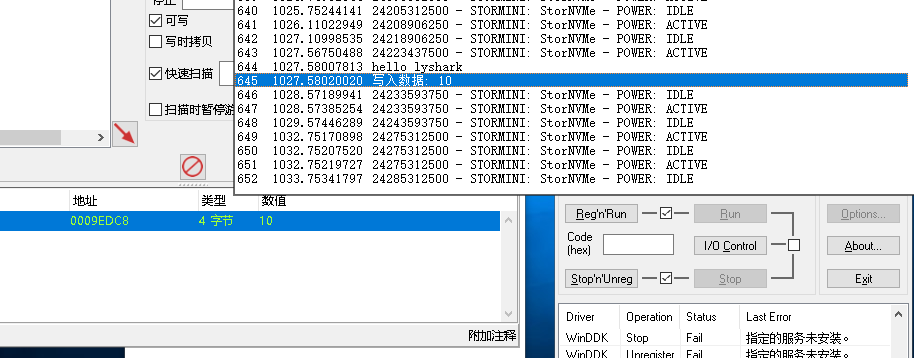 停止
可写
写时拷贝
快速扫描
扫描时暂停游
640 1025.75244141 24205312500 - STORMINI: StorNVMe - POWER: IDLE
641 1026.11022949 24208906250 - STORMINI: StorNVMe - POWER: ACTIVE
642 1027.10998535 24218906250 - STORMINI: StorNVMe - POWER: IDLE
643 1027.56750488 24223437500 - STORMINI: StorNVMe - POWER: ACTIVE
644 1027.58007813 hello lyshark
645 1027.58020020 写入数据: 10
646 1028.57189941 24233593750 - STORMINI: StorNVMe - POWER: IDLE
647 1028.57385254 24233593750 - STORMINI: StorNVMe - POWER: ACTIVE
648 1029.57446289 24243593750 - STORMINI: StorNVMe - POWER: IDLE
649 1032.75170898 24275312500 - STORMINI: StorNVMe - POWER: ACTIVE
650 1032.75207520 24275312500 - STORMINI: StorNVMe - POWER: IDLE
651 1032.75219727 24275312500 - STORMINI: StorNVMe - POWER: ACTIVE
652 1033.75341797 24285312500 - STORMINI: StorNVMe - POWER: IDLE
地址 类型 数值
0009EDC8 4 字节 10
附加注释
Reg'n'Run Run Options...
Code (hex) I/O Control About...
Stop'n'Unreg Stop Exit
Driver Operation Status Last Error
WinDDK Stop Fail 指定的服务未安装。
WinDDK Unregister Fail 指定的服务未安装。